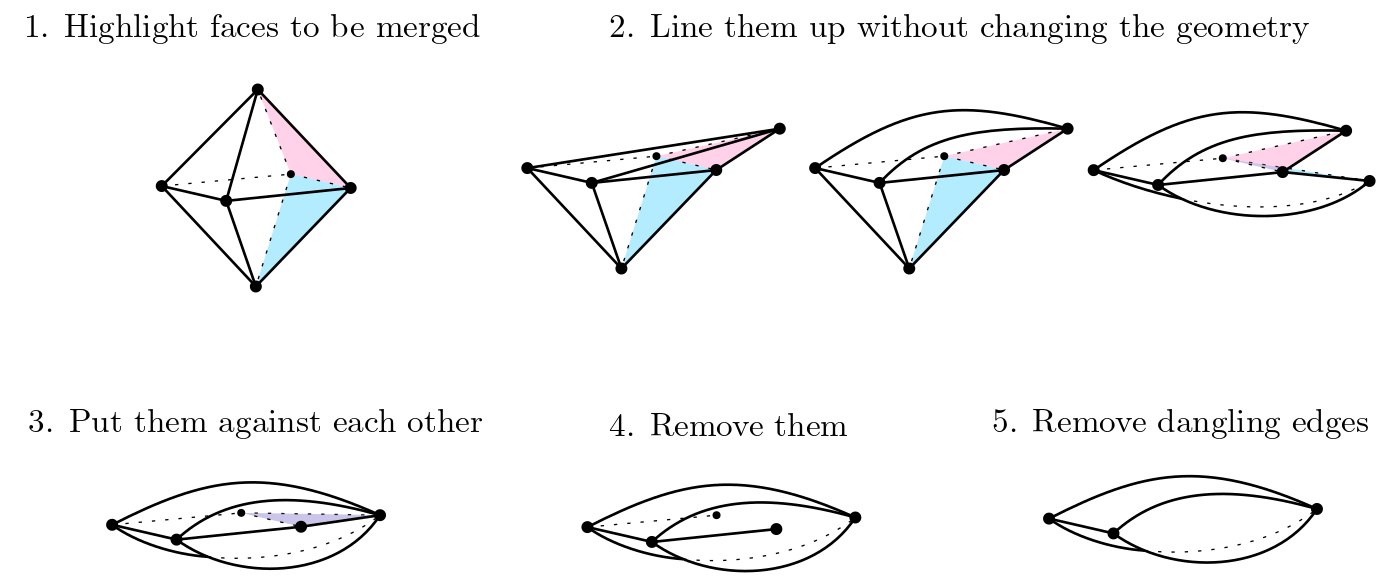 1. Highlight faces to be merged
2. Line them up without changing the geometry
3. Put them against each other
4. Remove them
5. Remove dangling edges